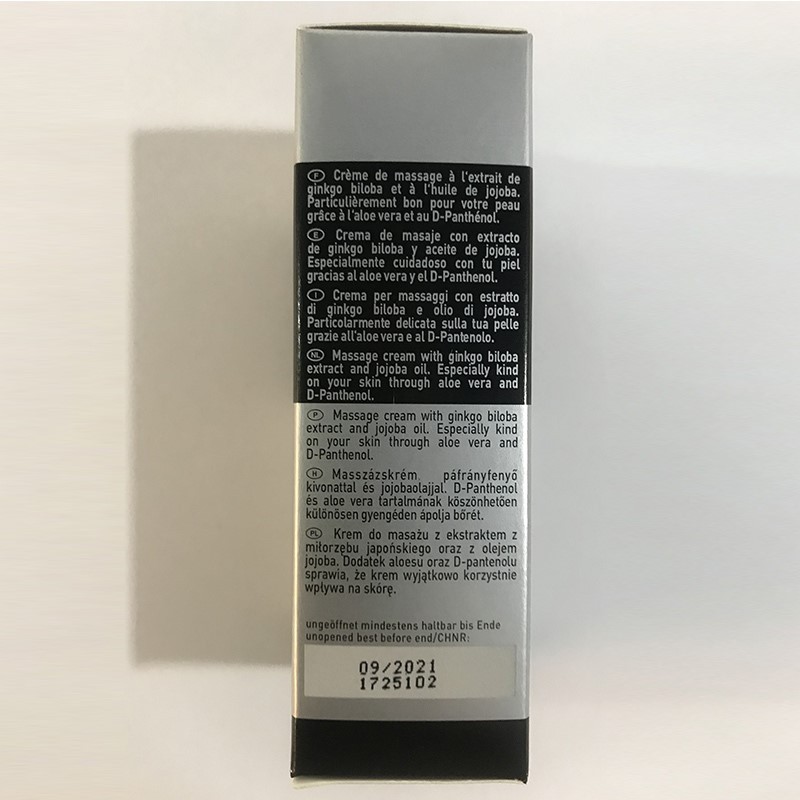 F Crème de massage à l'extrait de
ginkgo biloba et à l'huile de jojoba.
Particulièrement bon pour votre peau
grâce à l'aloe vera et au D-Panthénol.
E Crema de masaje con extracto
de ginkgo biloba y aceite de jojoba.
Especialmente cuidadoso con tu piel
gracias al aloe vera y el D-Panthenol.
I Crema per massaggi con estratto
di ginkgo biloba e olio di jojoba.
Particolarmente delicata sulla tua pelle
grazie all'aloe vera e al D-Pantenolo.
NL Massage cream with ginkgo biloba
extract and jojoba oil. Especially kind
on your skin through aloe vera and
D-Panthenol.
P Massage cream with ginkgo biloba
extract and jojoba oil. Especially kind
on your skin through aloe vera and
D-Panthenol.
H Masszázskrém páfrányfenyő
kivonattal és jojobaolajjal. D-Panthenol
és aloe vera tartalmának köszönhetően
különösen gyengéden ápolja bőrét.
PL Krem do masażu z ekstraktem z
miłorzębu japońskiego oraz z olejem
jojoba. Dodatek aloesu oraz D-pantenolu
sprawia, że krem wyjątkowo korzystnie
wpływa na skórę.
ungeöffnet mindestens haltbar bis Ende
unopened best before end/CHNR:
09/2021
1725102